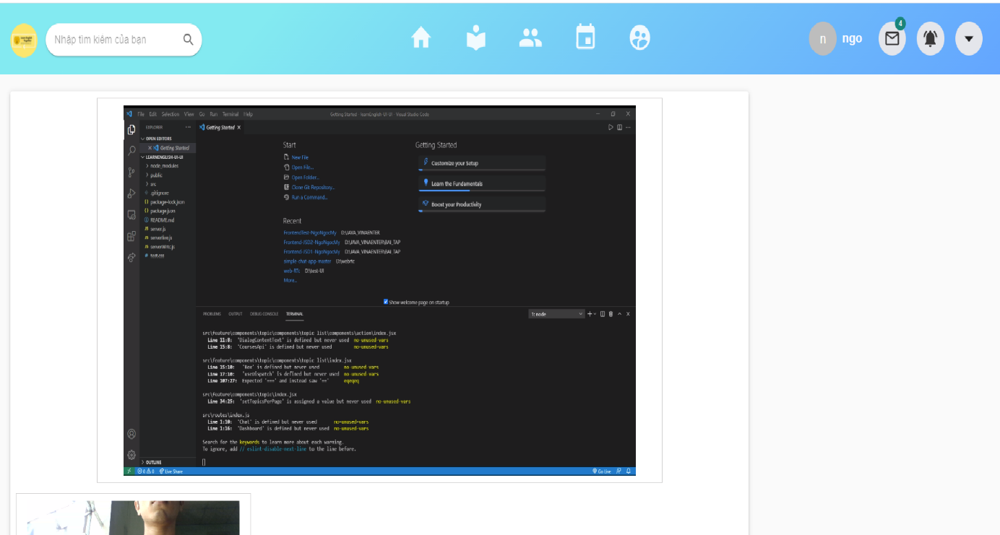 Nhập tìm kiếm của bạn
n
ngo
4
File Edit Selection View Go Run Terminal Help
Getting Started - learnEnglish-UI-UI - Visual Studio Code
EXPLORER
Getting Started
OPEN EDITORS
Getting Started
LEARNENGLISH-UI-UI
node_modules
public
src
.gitignore
package-lock.json
package.json
README.md
server.js
serverlive.js
serverWrtc.js
test.css
OUTLINE
Start
New File
Open File...
Open Folder...
Clone Git Repository...
Run a Command...
Recent
FrontendTest-NgoNgocMy D:\JAVA_VINAENTER
Frontend-JSD2-NgoNgocMy D:\JAVA_VINAENTER\BAI_TAP
Frontend-JSD1-NgoNgocMy D:\JAVA_VINAENTER\BAI_TAP
simple-chat-app-master D:\webrtc
web-RTc D:\test-UI
More...
Getting Started
Customize your Setup
Learn the Fundamentals
Boost your Productivity
Show welcome page on startup
PROBLEMS OUTPUT DEBUG CONSOLE TERMINAL
1: node
src\feature\components\topic\components\topic list\components\action\index.jsx
Line 11:8: 'DialogContentText' is defined but never used no-unused-vars
Line 15:8: 'CoursesApi' is defined but never used no-unused-vars
src\feature\components\topic\components\topic list\index.jsx
Line 15:10: 'Box' is defined but never used no-unused-vars
Line 17:10: 'useDispatch' is defined but never used no-unused-vars
Line 107:27: Expected '===' and instead saw '==' eqeqeq
src\feature\components\topic\index.jsx
Line 34:25: 'setTopicsPerPage' is assigned a value but never used no-unused-vars
src\routes\index.js
Line 1:10: 'Chat' is defined but never used no-unused-vars
Line 1:16: 'Dashboard' is defined but never used no-unused-vars
Search for the keywords to learn more about each warning.
To ignore, add // eslint-disable-next-line to the line before.
0 0 Live Share
Go Live